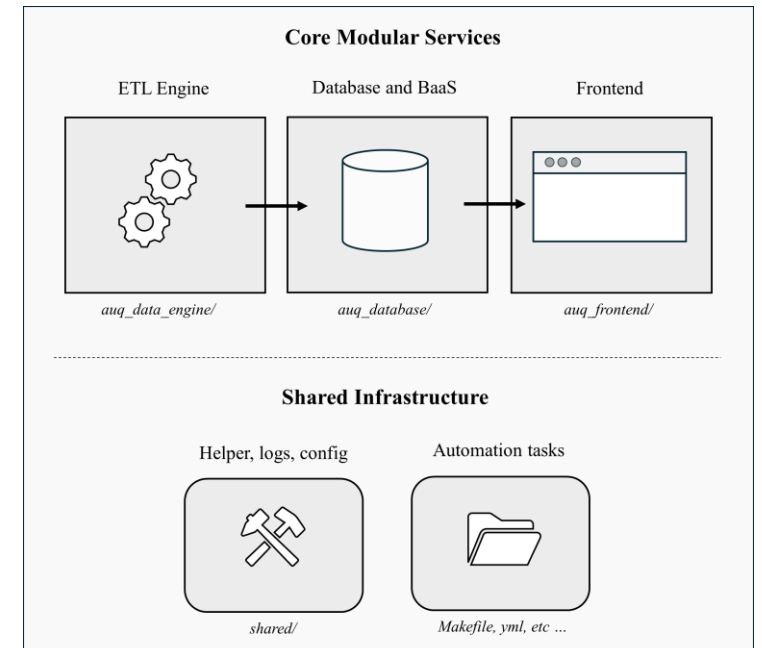 Core Modular Services
ETL Engine
Database and BaaS
Frontend
auq_data_engine/
auq_database/
auq_frontend/
Shared Infrastructure
Helper, logs, config
Automation tasks
shared/
Makefile, yml, etc ...